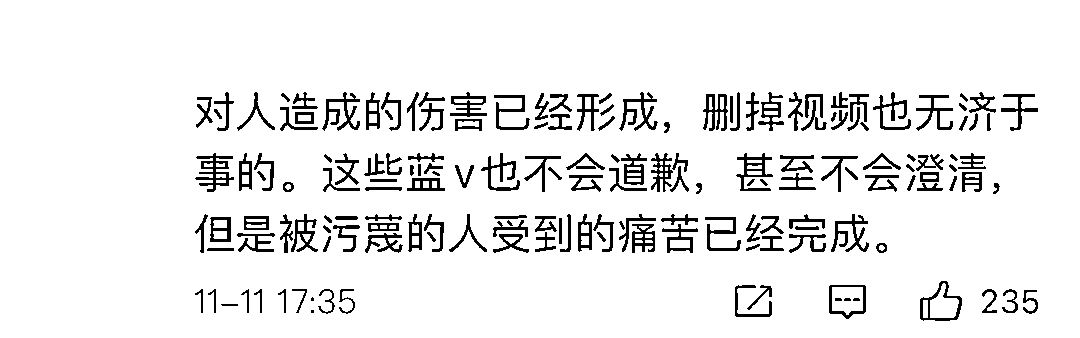 对人造成的伤害已经形成，删掉视频也无济于
事的。这些蓝v也不会道歉，甚至不会澄清，
但是被污蔑的人受到的痛苦已经完成。
11-11 17:35 235